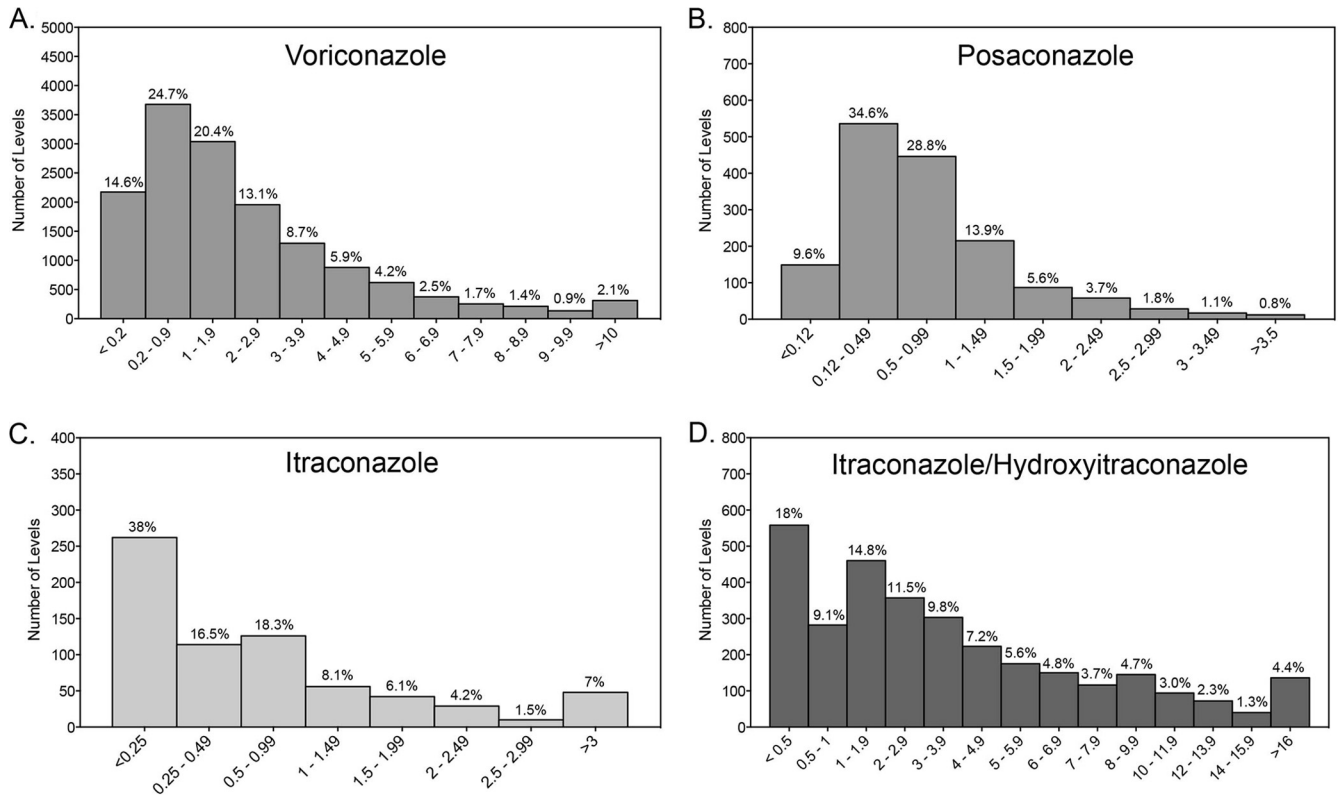 A.
Voriconazole
Number of Levels
5000
4500
4000
3500
3000
2500
2000
1500
1000
500
0
14.6%
24.7%
20.4%
13.1%
8.7%
5.9%
4.2%
2.5%
1.7%
1.4%
0.9%
2.1%
< 0.2
0.2 - 0.9
1 - 1.9
2 - 2.9
3 - 3.9
4 - 4.9
5 - 5.9
6 - 6.9
7 - 7.9
8 - 8.9
9 - 9.9
>10
B.
Posaconazole
Number of Levels
800
700
600
500
400
300
200
100
0
9.6%
34.6%
28.8%
13.9%
5.6%
3.7%
1.8%
1.1%
0.8%
<0.12
0.12 - 0.49
0.5 - 0.99
1 - 1.49
1.5 - 1.99
2 - 2.49
2.5 - 2.99
3 - 3.49
>3.5
C.
Itraconazole
Number of Levels
400
350
300
250
200
150
100
50
0
38%
16.5%
18.3%
8.1%
6.1%
4.2%
1.5%
7%
<0.25
0.25 - 0.49
0.5 - 0.99
1 - 1.49
1.5 - 1.99
2 - 2.49
2.5 - 2.99
>3
D.
Itraconazole/Hydroxyitraconazole
Number of Levels
800
700
600
500
400
300
200
100
0
18%
9.1%
14.8%
11.5%
9.8%
7.2%
5.6%
4.8%
3.7%
4.7%
3.0%
2.3%
1.3%
4.4%
< 0.5
0.5 - 1
1 - 1.9
2 - 2.9
3 - 3.9
4 - 4.9
5 - 5.9
6 - 6.9
7 - 7.9
8 - 9.9
10 - 11.9
12 - 13.9
14 - 15.9
>16